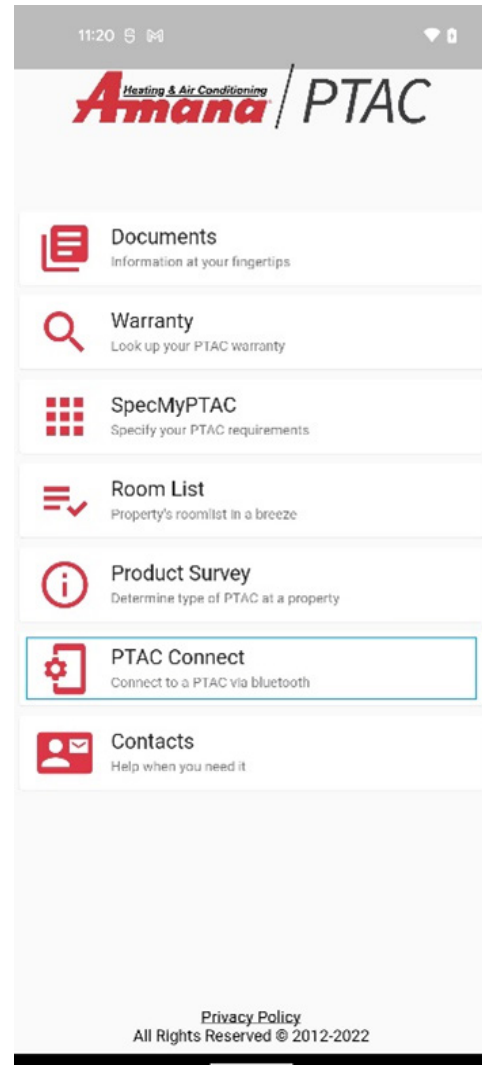 11:20
Heating & Air Conditioning
Amana PTAC
Documents
Information at your fingertips
Warranty
Look up your PTAC warranty
SpecMyPTAC
Specify your PTAC requirements
Room List
Property's roomlist in a breeze
Product Survey
Determine type of PTAC at a property
PTAC Connect
Connect to a PTAC via bluetooth
Contacts
Help when you need it
Privacy Policy
All Rights Reserved © 2012-2022